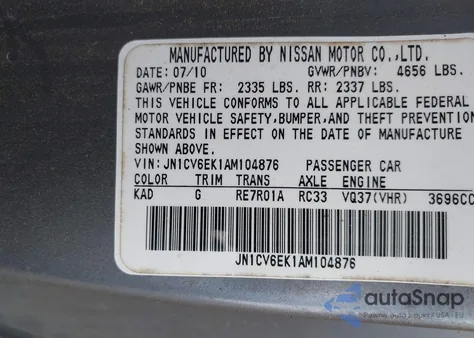 MANUFACTURED BY NISSAN MOTOR CO.,LTD.
DATE: 07/10 GVWR/PNBV: 4656 LBS.
GAWR/PNBE FR: 2335 LBS. RR: 2337 LBS.
THIS VEHICLE CONFORMS TO ALL APPLICABLE FEDERAL
MOTOR VEHICLE SAFETY,BUMPER,AND THEFT PREVENTION
STANDARDS IN EFFECT ON THE DATE OF MANUFACTURE
SHOWN ABOVE.
VIN: JN1CV6EK1AM104876 PASSENGER CAR
COLOR TRIM TRANS AXLE ENGINE
KAD G RE7R01A RC33 VQ37(VHR) 3696CC
JN1CV6EK1AM104876
autoSnap